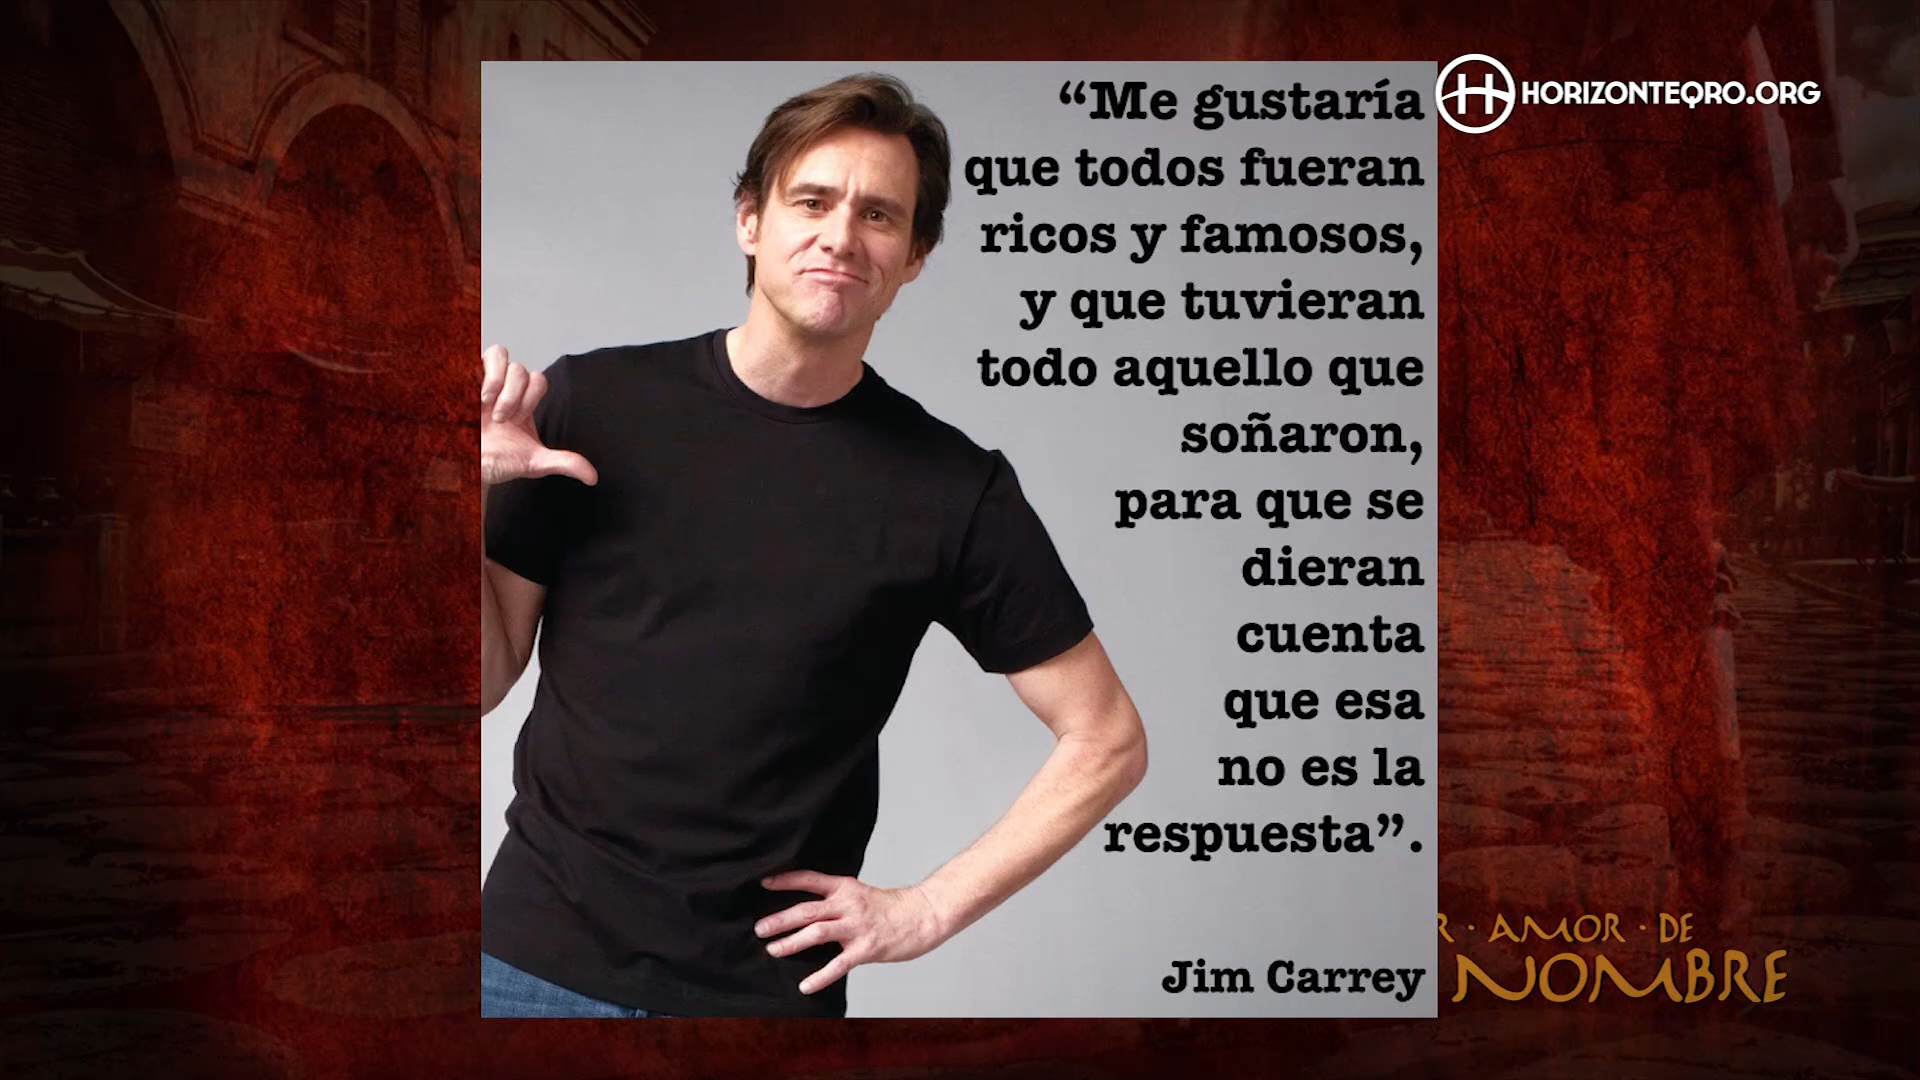 “Me gustaría
que todos fueran
ricos y famosos,
y que tuvieran
todo aquello que
soñaron,
para que se
dieran
cuenta
que esa
no es la
respuesta”.
Jim Carrey
HORIZONTEQRO.ORG
R · AMOR · DE
NOMBRE